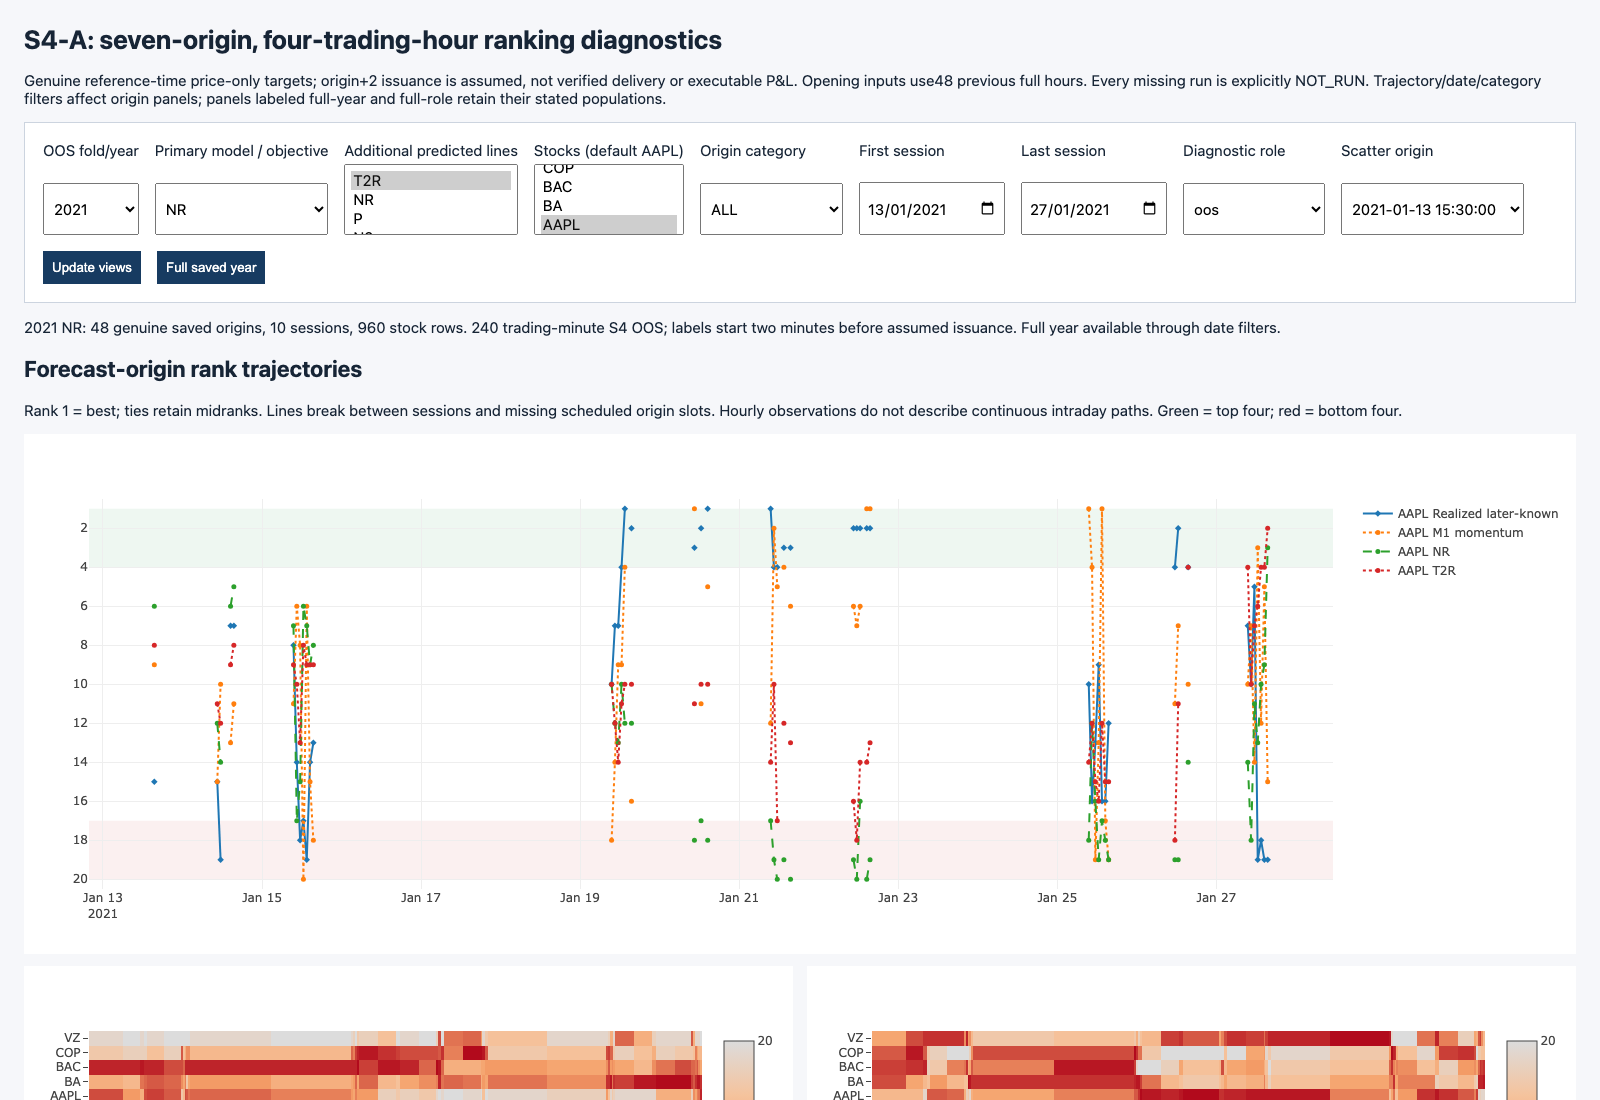 S4-A: seven-origin, four-trading-hour ranking diagnostics
Genuine reference-time price-only targets; origin+2 issuance is assumed, not verified delivery or executable P&L. Opening inputs use48 previous full hours. Every missing run is explicitly NOT_RUN. Trajectory/date/category
filters affect origin panels; panels labeled full-year and full-role retain their stated populations.
OOS fold/year Primary model / objective Additional predicted lines Stocks (default AAPL) Origin category First session Last session Diagnostic role Scatter origin
2021 NR ALL 13/01/2021 27/01/2021 oos 2021-01-13 15:30:00
T2R
NR
P
COP
BAC
BA
AAPL
Update views Full saved year
2021 NR: 48 genuine saved origins, 10 sessions, 960 stock rows. 240 trading-minute S4 OOS; labels start two minutes before assumed issuance. Full year available through date filters.
Forecast-origin rank trajectories
Rank 1 = best; ties retain midranks. Lines break between sessions and missing scheduled origin slots. Hourly observations do not describe continuous intraday paths. Green = top four; red = bottom four.
2
4
6
8
10
12
14
16
18
20
Jan 13 Jan 15 Jan 17 Jan 19 Jan 21 Jan 23 Jan 25 Jan 27
2021
AAPL Realized later-known
AAPL M1 momentum
AAPL NR
AAPL T2R
VZ
COP
BAC
BA
AAPL
20
VZ
COP
BAC
BA
AAPL
20